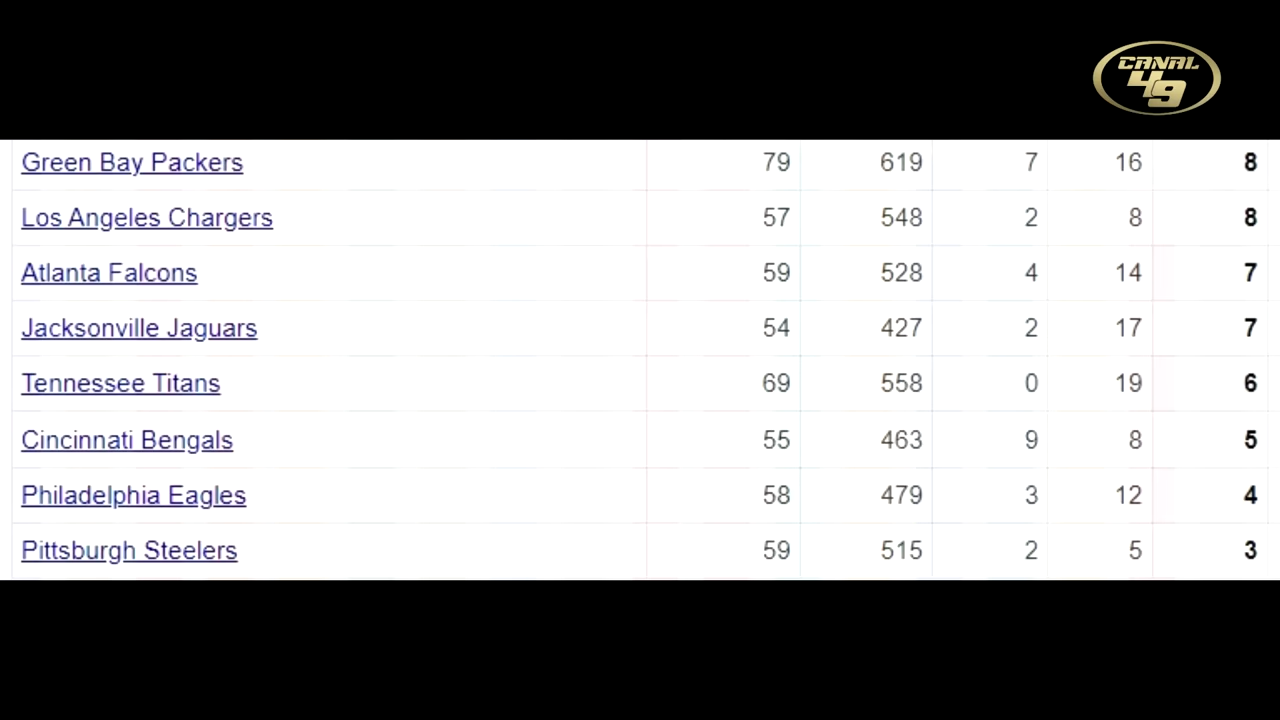 CANAL
49
Green Bay Packers 79 619 7 16 8
Los Angeles Chargers 57 548 2 8 8
Atlanta Falcons 59 528 4 14 7
Jacksonville Jaguars 54 427 2 17 7
Tennessee Titans 69 558 0 19 6
Cincinnati Bengals 55 463 9 8 5
Philadelphia Eagles 58 479 3 12 4
Pittsburgh Steelers 59 515 2 5 3